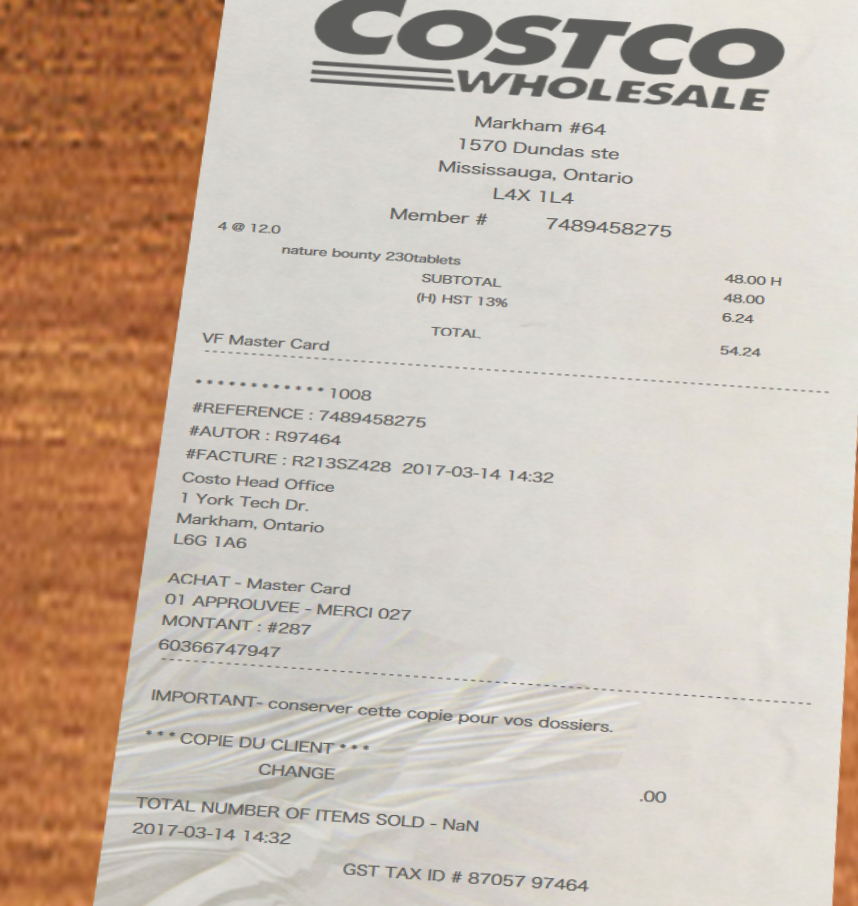 COSTCO
WHOLESALE
Markham #64
1570 Dundas ste
Mississauga, Ontario
L4X 1L4
Member # 7489458275
4 @ 12.0
nature bounty 230tablets 48.00 H
SUBTOTAL 48.00
(H) HST 13% 6.24
TOTAL 54.24
VF Master Card
* * * * * * * * * * * * 1008
#REFERENCE : 7489458275
#AUTOR : R97464
#FACTURE : R213SZ428 2017-03-14 14:32
Costo Head Office
1 York Tech Dr.
Markham, Ontario
L6G 1A6
ACHAT - Master Card
01 APPROUVEE - MERCI 027
MONTANT : #287
60366747947
IMPORTANT- conserver cette copie pour vos dossiers.
* * * COPIE DU CLIENT * * *
CHANGE .00
TOTAL NUMBER OF ITEMS SOLD - NaN
2017-03-14 14:32
GST TAX ID # 87057 97464